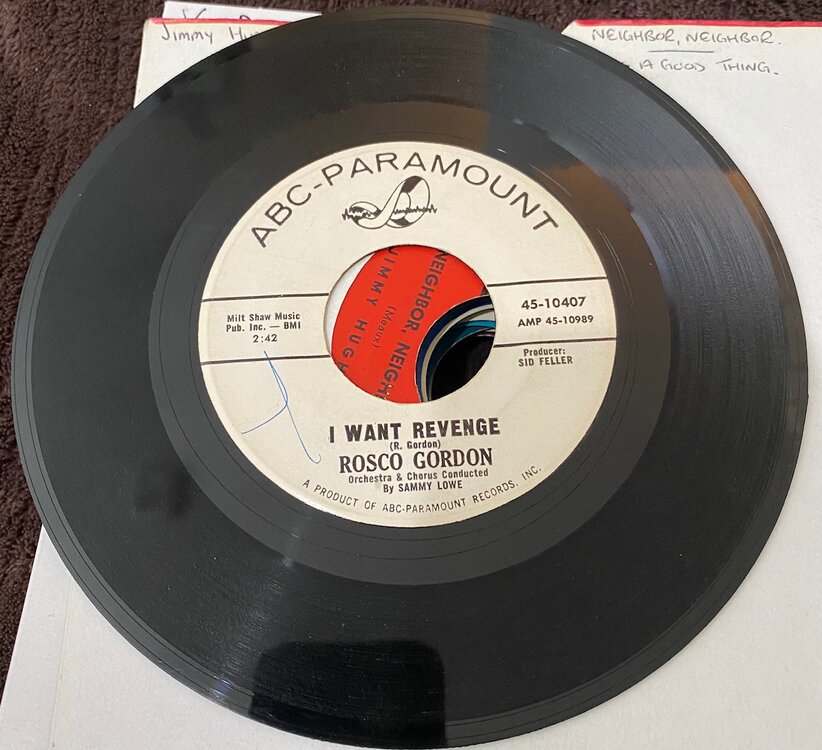 Jimmy
NEIGHBOR, NEIGHBOR.
A GOOD THING.
ABC-PARAMOUNT
Milt Shaw Music
Pub. Inc. — BMI
2:42
45-10407
AMP 45-10989
Producer:
SID FELLER
NEIGHBOR, NEIGH
(Meaux)
JIMMY HUGH
I WANT REVENGE
(R. Gordon)
ROSCO GORDON
Orchestra & Chorus Conducted
By SAMMY LOWE
A PRODUCT OF ABC-PARAMOUNT RECORDS, INC.